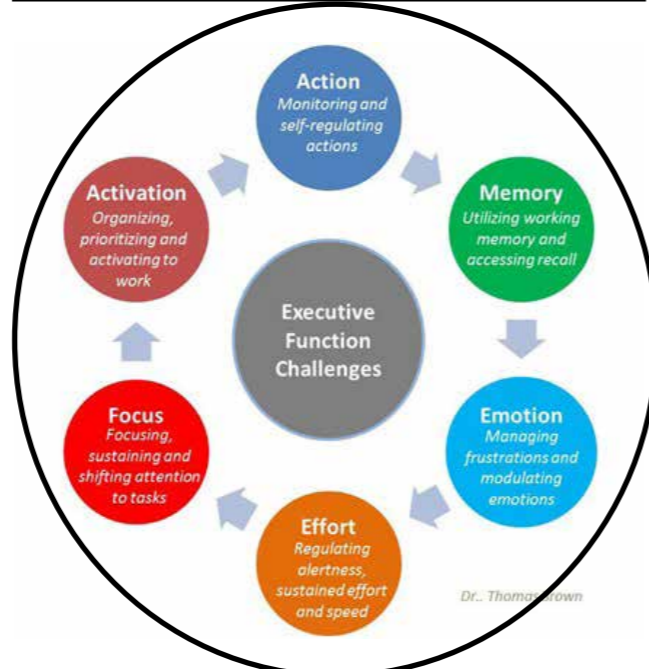 Action
Monitoring and
self-regulating
actions
Memory
Utilizing working
memory and
accessing recall
Emotion
Managing
frustrations and
modulating
emotions
Effort
Regulating
alertness,
sustained effort
and speed
Focus
Focusing,
sustaining and
shifting attention
to tasks
Activation
Organizing,
prioritizing and
activating to
work
Executive
Function
Challenges
Dr.. Thomas Brown